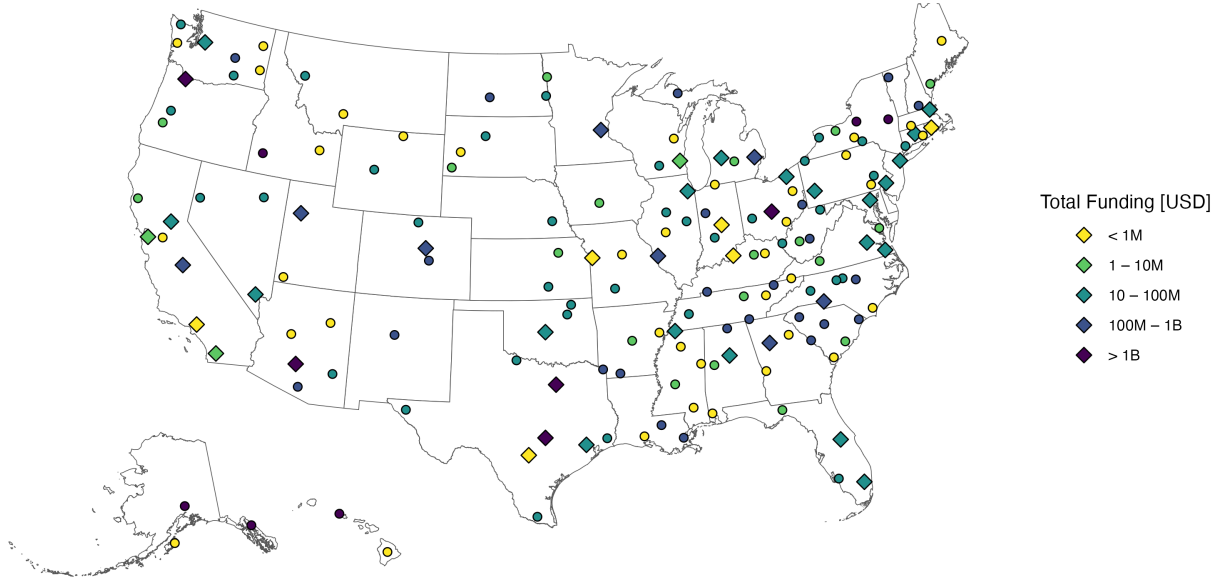 Total Funding [USD]
< 1M
1 – 10M
10 – 100M
100M – 1B
> 1B